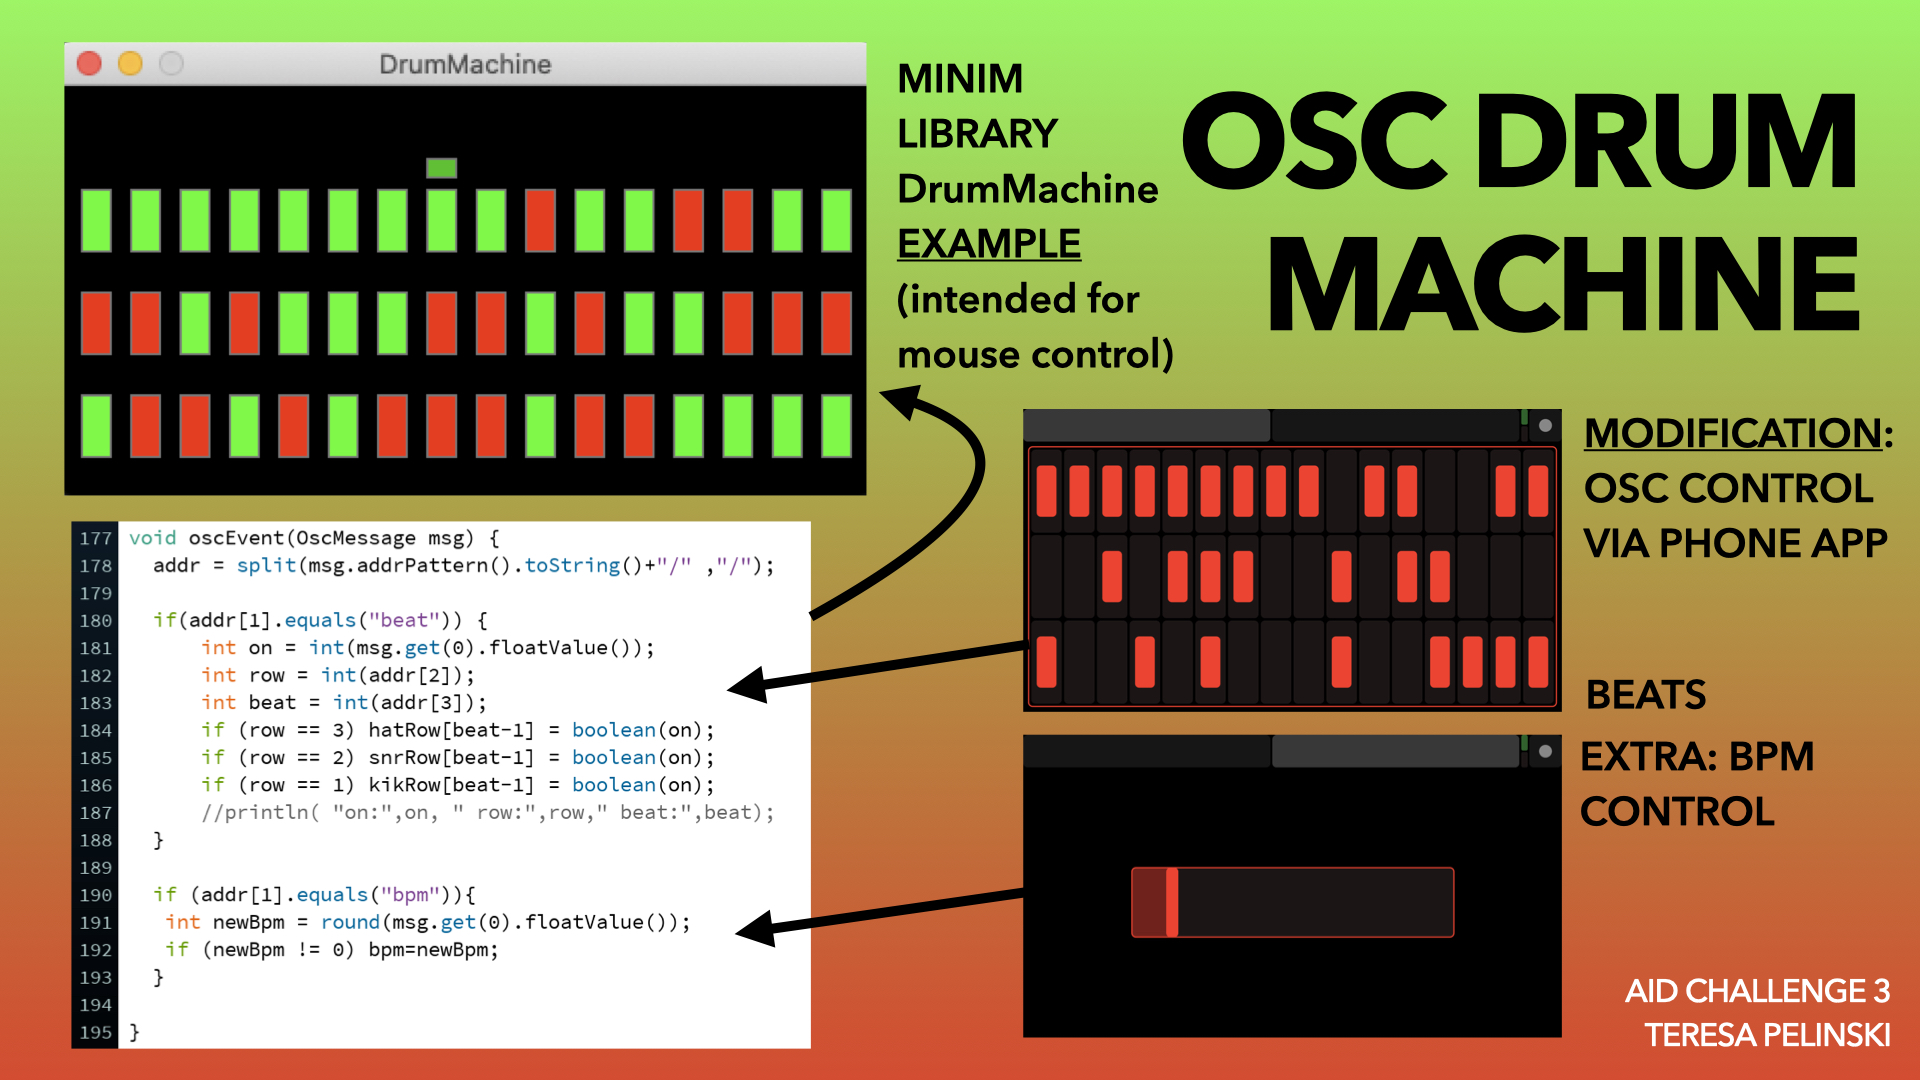 DrumMachine
MINIM
LIBRARY
DrumMachine
EXAMPLE
(intended for
mouse control)
OSC DRUM
MACHINE
MODIFICATION:
OSC CONTROL
VIA PHONE APP
177 void oscEvent(OscMessage msg) {
178 addr = split(msg.addrPattern().toString()+"/" ,"/");
179
180 if(addr[1].equals("beat")) {
181 int on = int(msg.get(0).floatValue());
182 int row = int(addr[2]);
183 int beat = int(addr[3]);
184 if (row == 3) hatRow[beat-1] = boolean(on);
185 if (row == 2) snrRow[beat-1] = boolean(on);
186 if (row == 1) kikRow[beat-1] = boolean(on);
187 //println( "on:",on, " row:",row," beat:",beat);
188 }
189
190 if (addr[1].equals("bpm")){
191 int newBpm = round(msg.get(0).floatValue());
192 if (newBpm != 0) bpm=newBpm;
193 }
194
195 }
BEATS
EXTRA: BPM
CONTROL
AID CHALLENGE 3
TERESA PELINSKI